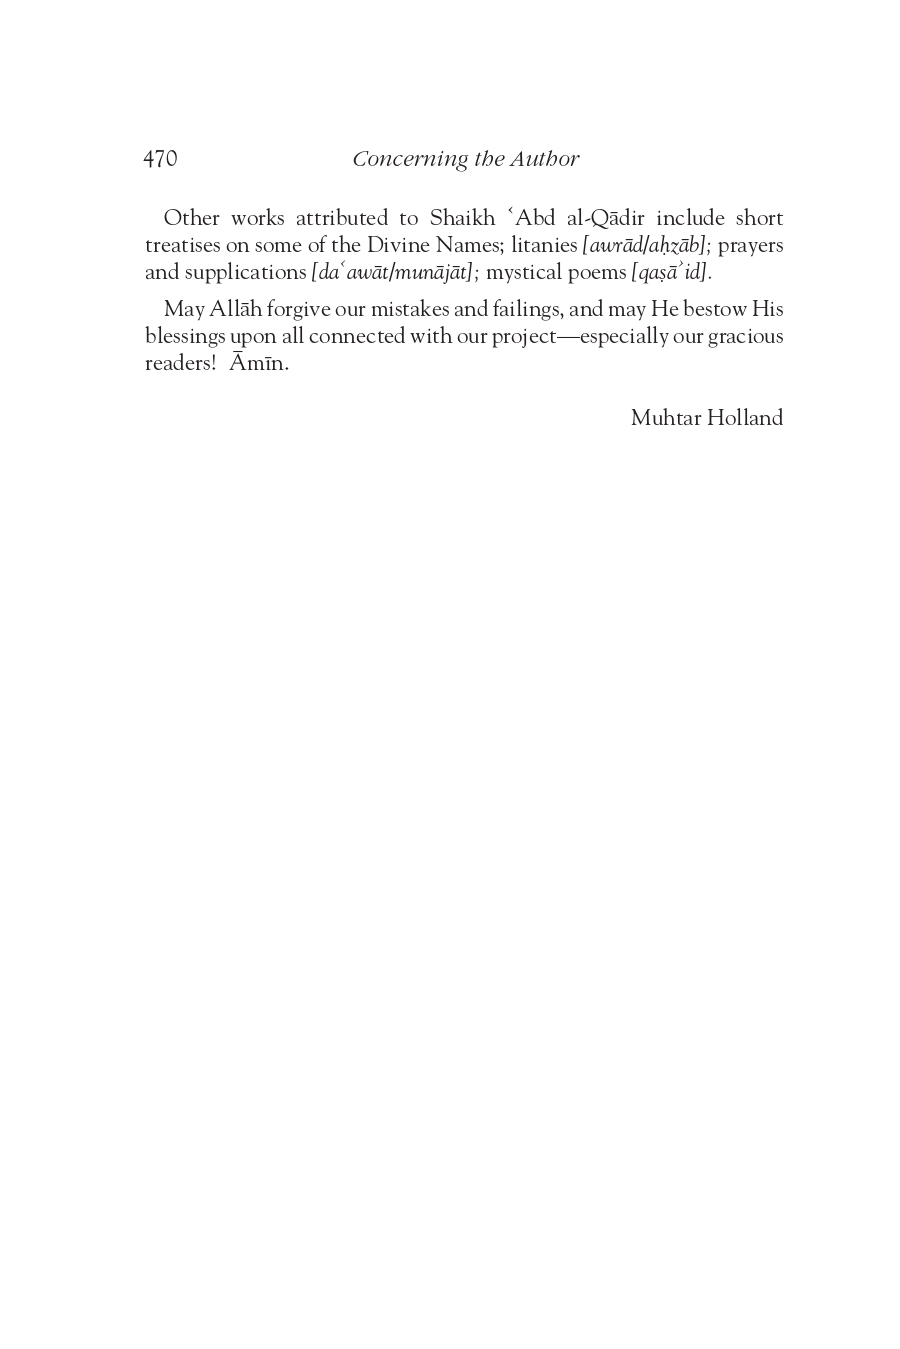 470 Concerning the Author
Other works attributed to Shaikh ʿAbd al-Qādir include short
treatises on some of the Divine Names; litanies [awrād/aḥzāb]; prayers
and supplications [daʿawāt/munājāt]; mystical poems [qaṣāʾid].
May Allāh forgive our mistakes and failings, and may He bestow His
blessings upon all connected with our project—especially our gracious
readers! Āmīn.
Muhtar Holland